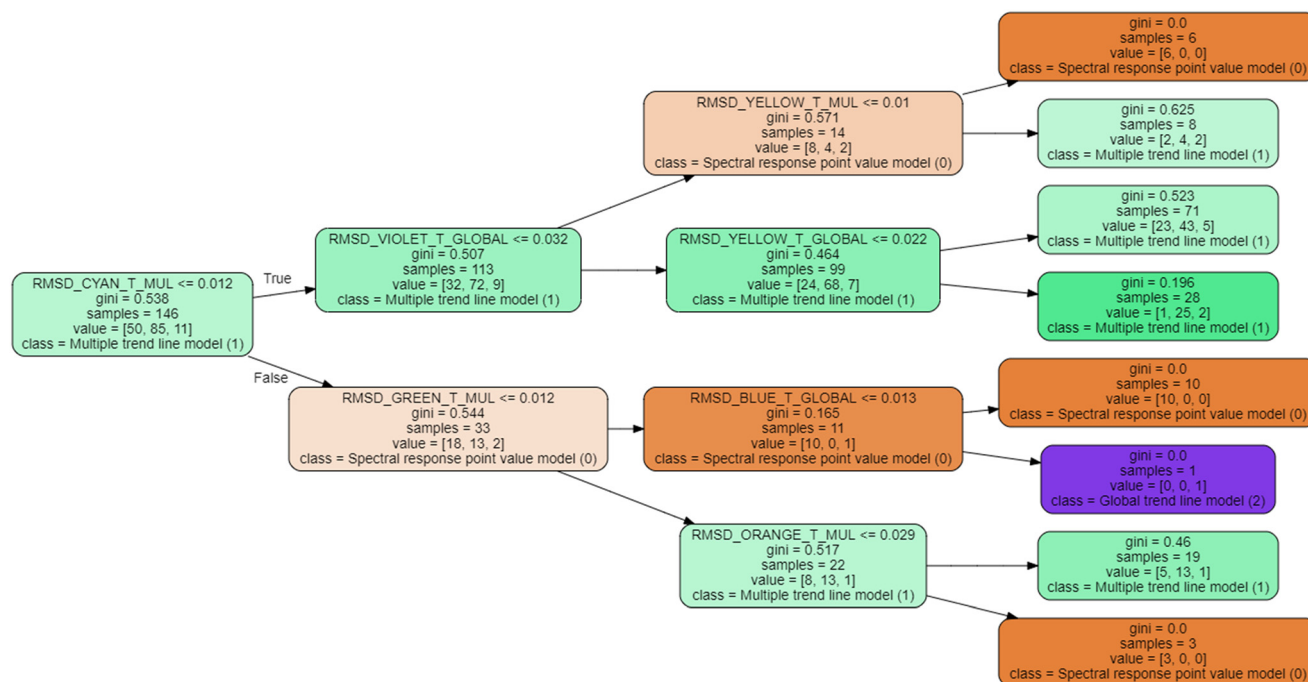 RMSD_CYAN_T_MUL <= 0.012
gini = 0.538
samples = 146
value = [50, 85, 11]
class = Multiple trend line model (1)
True
False
RMSD_VIOLET_T_GLOBAL <= 0.032
gini = 0.507
samples = 113
value = [32, 72, 9]
class = Multiple trend line model (1)
RMSD_GREEN_T_MUL <= 0.012
gini = 0.544
samples = 33
value = [18, 13, 2]
class = Spectral response point value model (0)
RMSD_YELLOW_T_MUL <= 0.01
gini = 0.571
samples = 14
value = [8, 4, 2]
class = Spectral response point value model (0)
RMSD_YELLOW_T_GLOBAL <= 0.022
gini = 0.464
samples = 99
value = [24, 68, 7]
class = Multiple trend line model (1)
RMSD_BLUE_T_GLOBAL <= 0.013
gini = 0.165
samples = 11
value = [10, 0, 1]
class = Spectral response point value model (0)
RMSD_ORANGE_T_MUL <= 0.029
gini = 0.517
samples = 22
value = [8, 13, 1]
class = Multiple trend line model (1)
gini = 0.0
samples = 6
value = [6, 0, 0]
class = Spectral response point value model (0)
gini = 0.625
samples = 8
value = [2, 4, 2]
class = Multiple trend line model (1)
gini = 0.523
samples = 71
value = [23, 43, 5]
class = Multiple trend line model (1)
gini = 0.196
samples = 28
value = [1, 25, 2]
class = Multiple trend line model (1)
gini = 0.0
samples = 10
value = [10, 0, 0]
class = Spectral response point value model (0)
gini = 0.0
samples = 1
value = [0, 0, 1]
class = Global trend line model (2)
gini = 0.46
samples = 19
value = [5, 13, 1]
class = Multiple trend line model (1)
gini = 0.0
samples = 3
value = [3, 0, 0]
class = Spectral response point value model (0)